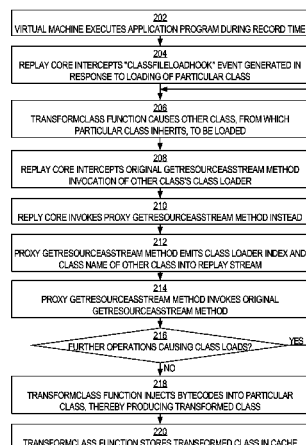 202
VIRTUAL MACHINE EXECUTES APPLICATION PROGRAM DURING RECORD TIME
204
REPLAY CORE INTERCEPTS "CLASSFILELOADHOOK" EVENT GENERATED IN
RESPONSE TO LOADING OF PARTICULAR CLASS
206
TRANSFORMCLASS FUNCTION CAUSES OTHER CLASS, FROM WHICH
PARTICULAR CLASS INHERITS, TO BE LOADED
208
REPLAY CORE INTERCEPTS ORIGINAL GETRESOURCEASSTREAM METHOD
INVOCATION OF OTHER CLASS'S CLASS LOADER
210
REPLY CORE INVOKES PROXY GETRESOURCEASSTREAM METHOD INSTEAD
212
PROXY GETRESOURCEASSTREAM METHOD EMITS CLASS LOADER INDEX AND
CLASS NAME OF OTHER CLASS INTO REPLAY STREAM
214
PROXY GETRESOURCEASSTREAM METHOD INVOKES ORIGINAL
GETRESOURCEASSTREAM METHOD
216
FURTHER OPERATIONS CAUSING CLASS LOADS?
YES
NO
218
TRANSFORMCLASS FUNCTION INJECTS BYTECODES INTO PARTICULAR
CLASS, THEREBY PRODUCING TRANSFORMED CLASS
220
TRANSFORMCLASS FUNCTION STORES TRANSFORMED CLASS IN CACHE